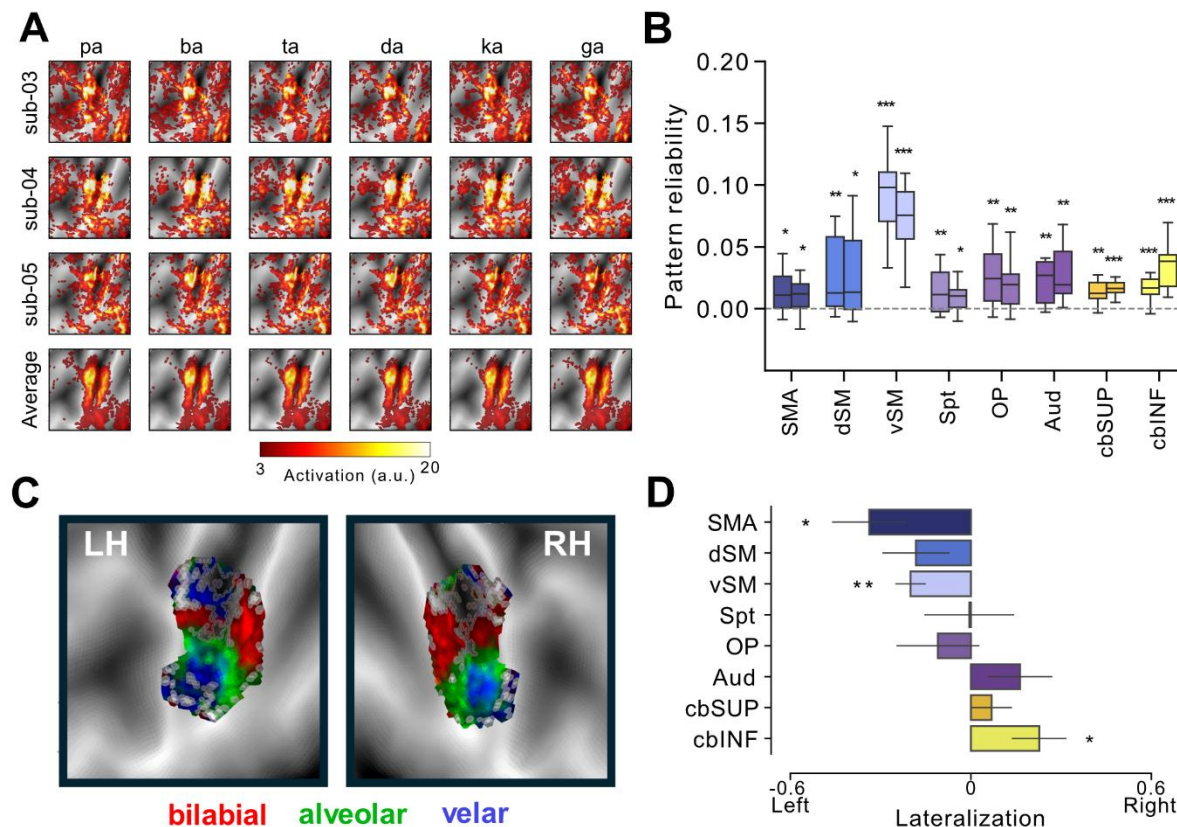 A
pa ba ta da ka ga
sub-03
sub-04
sub-05
Average
3 20
Activation (a.u.)
B
Pattern reliability
0.20
0.15
0.10
0.05
0.00
* * ** * *** *** ** * ** ** ** ** ** *** *** ***
SMA dSM vSM Spt OP Aud cbSUP cbINF
C
LH RH
bilabial alveolar velar
D
SMA *
dSM
vSM **
Spt
OP
Aud
cbSUP
cbINF *
-0.6 0 0.6
Left Lateralization Right